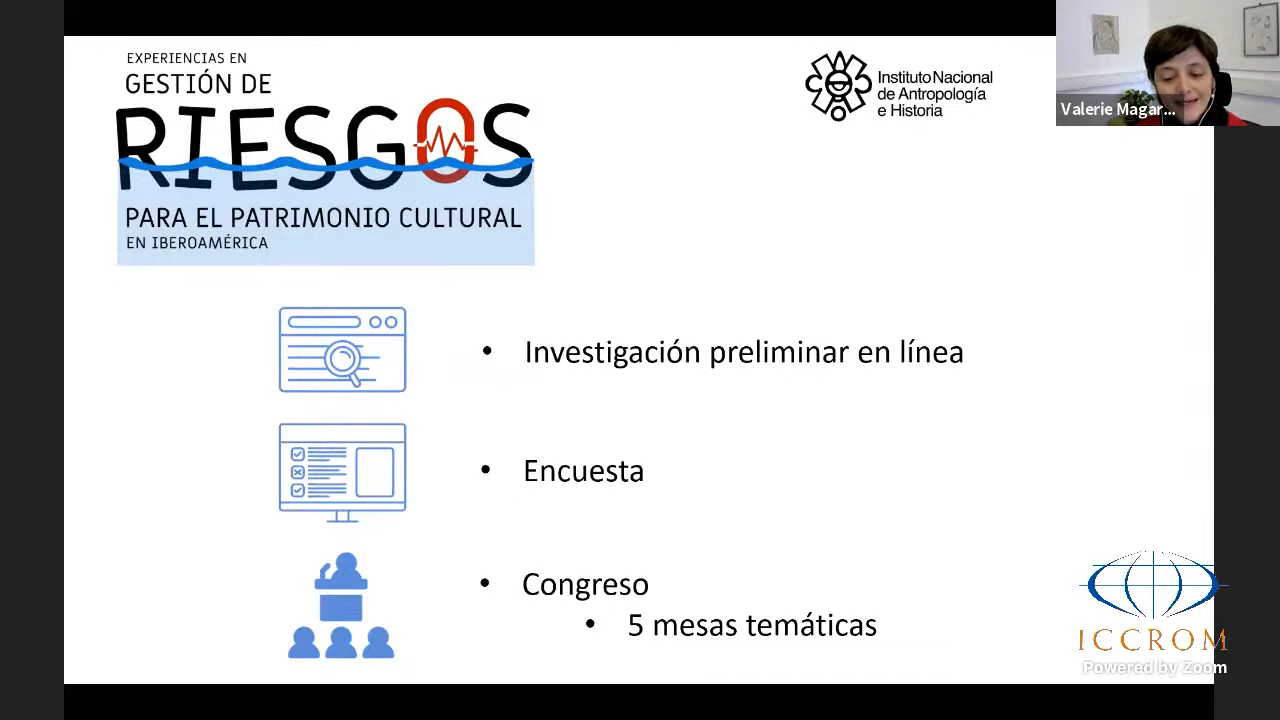 EXPERIENCIAS EN
GESTIÓN DE
RIESGOS
PARA EL PATRIMONIO CULTURAL
EN IBEROAMÉRICA
Instituto Nacional
de Antropología
e Historia
Valerie Magar...
• Investigación preliminar en línea
• Encuesta
• Congreso
• 5 mesas temáticas
ICCROM
Powered by Zoom